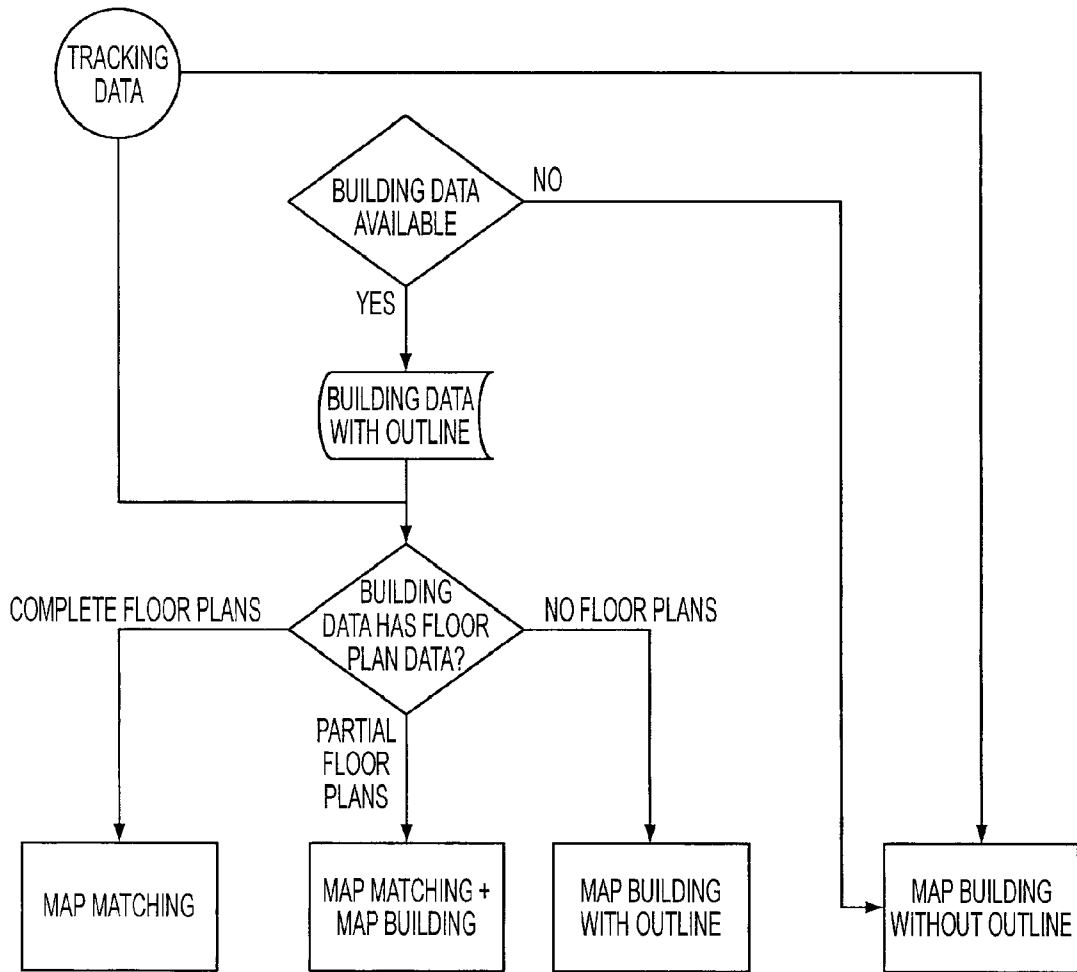 TRACKING
DATA
BUILDING DATA
AVAILABLE
NO
YES
BUILDING DATA
WITH OUTLINE
BUILDING
DATA HAS FLOOR
PLAN DATA?
COMPLETE FLOOR PLANS
NO FLOOR PLANS
PARTIAL
FLOOR
PLANS
MAP MATCHING
MAP MATCHING +
MAP BUILDING
MAP BUILDING
WITH OUTLINE
MAP BUILDING
WITHOUT OUTLINE